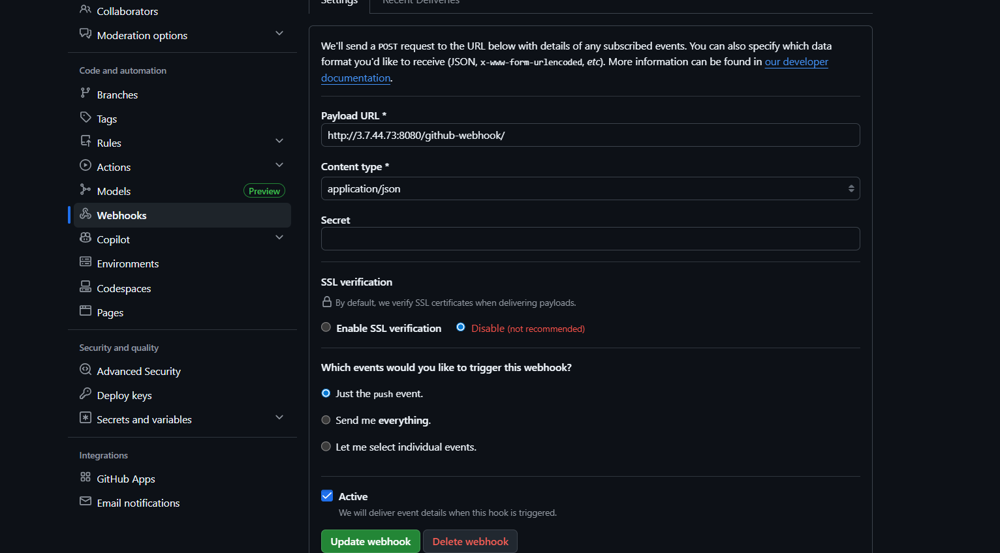 Collaborators
Moderation options
Code and automation
Branches
Tags
Rules
Actions
Models Preview
Webhooks
Copilot
Environments
Codespaces
Pages
Security and quality
Advanced Security
Deploy keys
Secrets and variables
Integrations
GitHub Apps
Email notifications
Settings Recent Deliveries
We'll send a POST request to the URL below with details of any subscribed events. You can also specify which data
format you'd like to receive (JSON, x-www-form-urlencoded, etc). More information can be found in our developer
documentation.
Payload URL *
http://3.7.44.73:8080/github-webhook/
Content type *
application/json
Secret
SSL verification
By default, we verify SSL certificates when delivering payloads.
Enable SSL verification Disable (not recommended)
Which events would you like to trigger this webhook?
Just the push event.
Send me everything.
Let me select individual events.
Active
We will deliver event details when this hook is triggered.
Update webhook Delete webhook